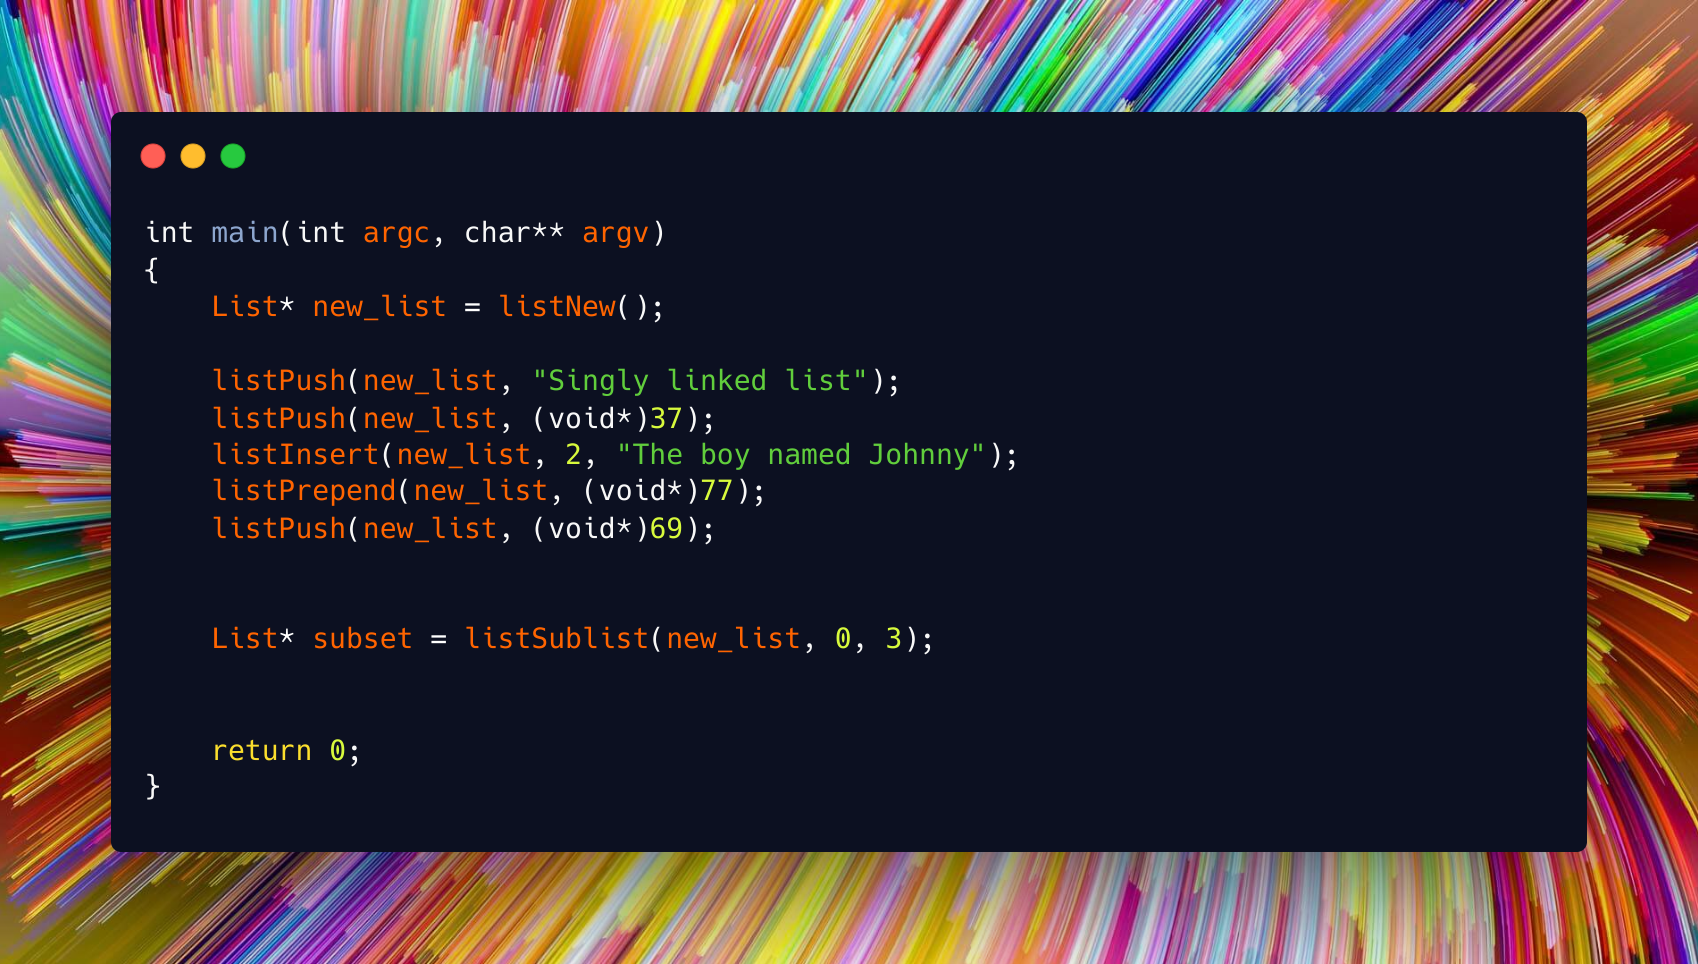 int main(int argc, char** argv)
{
    List* new_list = listNew();

    listPush(new_list, "Singly linked list");
    listPush(new_list, (void*)37);
    listInsert(new_list, 2, "The boy named Johnny");
    listPrepend(new_list, (void*)77);
    listPush(new_list, (void*)69);


    List* subset = listSublist(new_list, 0, 3);


    return 0;
}